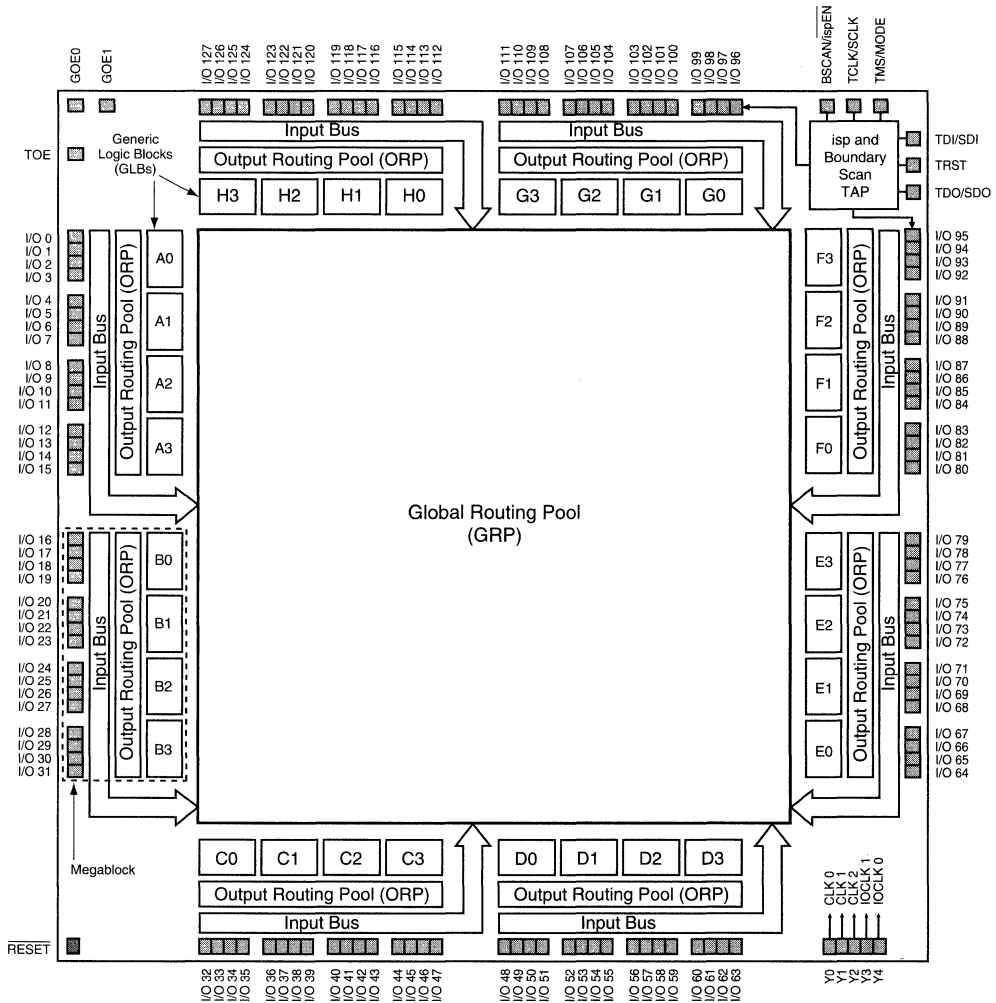 GOE0
GOE1
I/O 127
I/O 126
I/O 125
I/O 124
I/O 123
I/O 122
I/O 121
I/O 120
I/O 119
I/O 118
I/O 117
I/O 116
I/O 115
I/O 114
I/O 113
I/O 112
I/O 111
I/O 110
I/O 109
I/O 108
I/O 107
I/O 106
I/O 105
I/O 104
I/O 103
I/O 102
I/O 101
I/O 100
I/O 99
I/O 98
I/O 97
I/O 96
BSCAN/ispEN
TCLK/SCLK
TMS/MODE
TOE
Generic
Logic Blocks
(GLBs)
Input Bus
Output Routing Pool (ORP)
H3 H2 H1 H0
Input Bus
Output Routing Pool (ORP)
G3 G2 G1 G0
isp and
Boundary
Scan
TAP
TDI/SDI
TRST
TDO/SDO
I/O 0
I/O 1
I/O 2
I/O 3
I/O 4
I/O 5
I/O 6
I/O 7
I/O 8
I/O 9
I/O 10
I/O 11
I/O 12
I/O 13
I/O 14
I/O 15
Input Bus
Output Routing Pool (ORP)
A0
A1
A2
A3
I/O 16
I/O 17
I/O 18
I/O 19
I/O 20
I/O 21
I/O 22
I/O 23
I/O 24
I/O 25
I/O 26
I/O 27
I/O 28
I/O 29
I/O 30
I/O 31
Input Bus
Output Routing Pool (ORP)
B0
B1
B2
B3
Megablock
Global Routing Pool
(GRP)
F3
F2
F1
F0
Output Routing Pool (ORP)
Input Bus
I/O 95
I/O 94
I/O 93
I/O 92
I/O 91
I/O 90
I/O 89
I/O 88
I/O 87
I/O 86
I/O 85
I/O 84
I/O 83
I/O 82
I/O 81
I/O 80
E3
E2
E1
E0
Output Routing Pool (ORP)
Input Bus
I/O 79
I/O 78
I/O 77
I/O 76
I/O 75
I/O 74
I/O 73
I/O 72
I/O 71
I/O 70
I/O 69
I/O 68
I/O 67
I/O 66
I/O 65
I/O 64
C0 C1 C2 C3
Output Routing Pool (ORP)
Input Bus
D0 D1 D2 D3
Output Routing Pool (ORP)
Input Bus
CLK 0
CLK 1
CLK 2
IOCLK 1
IOCLK 0
RESET
I/O 32
I/O 33
I/O 34
I/O 35
I/O 36
I/O 37
I/O 38
I/O 39
I/O 40
I/O 41
I/O 42
I/O 43
I/O 44
I/O 45
I/O 46
I/O 47
I/O 48
I/O 49
I/O 50
I/O 51
I/O 52
I/O 53
I/O 54
I/O 55
I/O 56
I/O 57
I/O 58
I/O 59
I/O 60
I/O 61
I/O 62
I/O 63
Y0
Y1
Y2
Y3
Y4